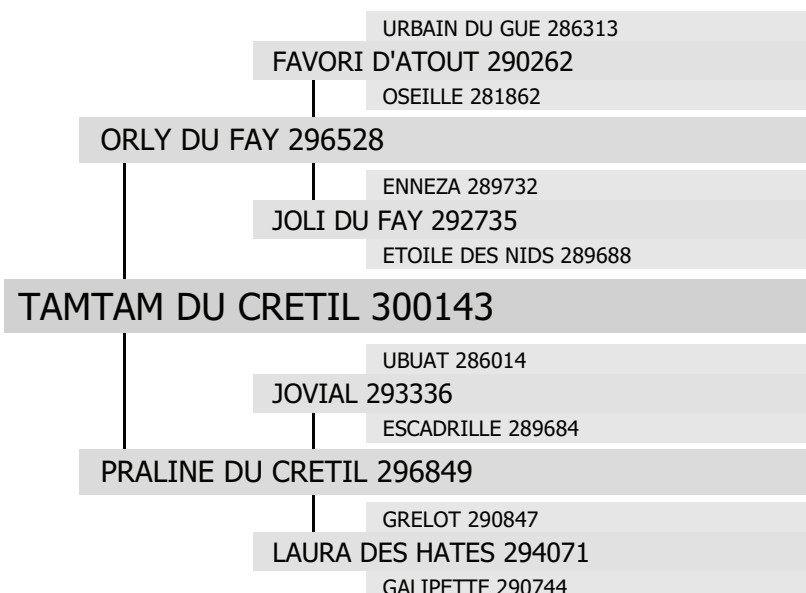 URBAIN DU GUE 286313
FAVORI D'ATOUT 290262
OSEILLE 281862
ORLY DU FAY 296528
ENNEZA 289732
JOLI DU FAY 292735
ETOILE DES NIDS 289688
TAMTAM DU CRETIL 300143
UBUAT 286014
JOVIAL 293336
ESCADRILLE 289684
PRALINE DU CRETIL 296849
GRELOT 290847
LAURA DES HATES 294071
GALIPETTE 290744